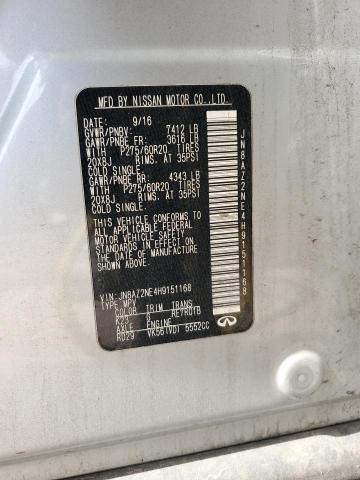 MFD BY NISSAN MOTOR CO.,LTD.
DATE: 9/16
GVWR/PNBV: 7412 LB
GAWR/PNBE FR: 3616 LB
WITH P275/60R20 TIRES
20X8J RIMS, AT 35PSI
COLD SINGLE
GAWR/PNBE RR: 4343 LB
WITH P275/60R20 TIRES
20X8J RIMS, AT 35PSI
COLD SINGLE
THIS VEHICLE CONFORMS TO
ALL APPLICABLE FEDERAL
MOTOR VEHICLE SAFETY
STANDARDS IN EFFECT ON
THE DATE OF MANUFACTURE
SHOWN ABOVE.
VIN: JN8AZ2NE4H9151168
TYPE MPV
COLOR TRIM TRANS
K23 G RE7R01B
AXLE ENGINE
RD29 VK56(VD) 5552CC
INFINITI
JN8AZ2NE4H9151168